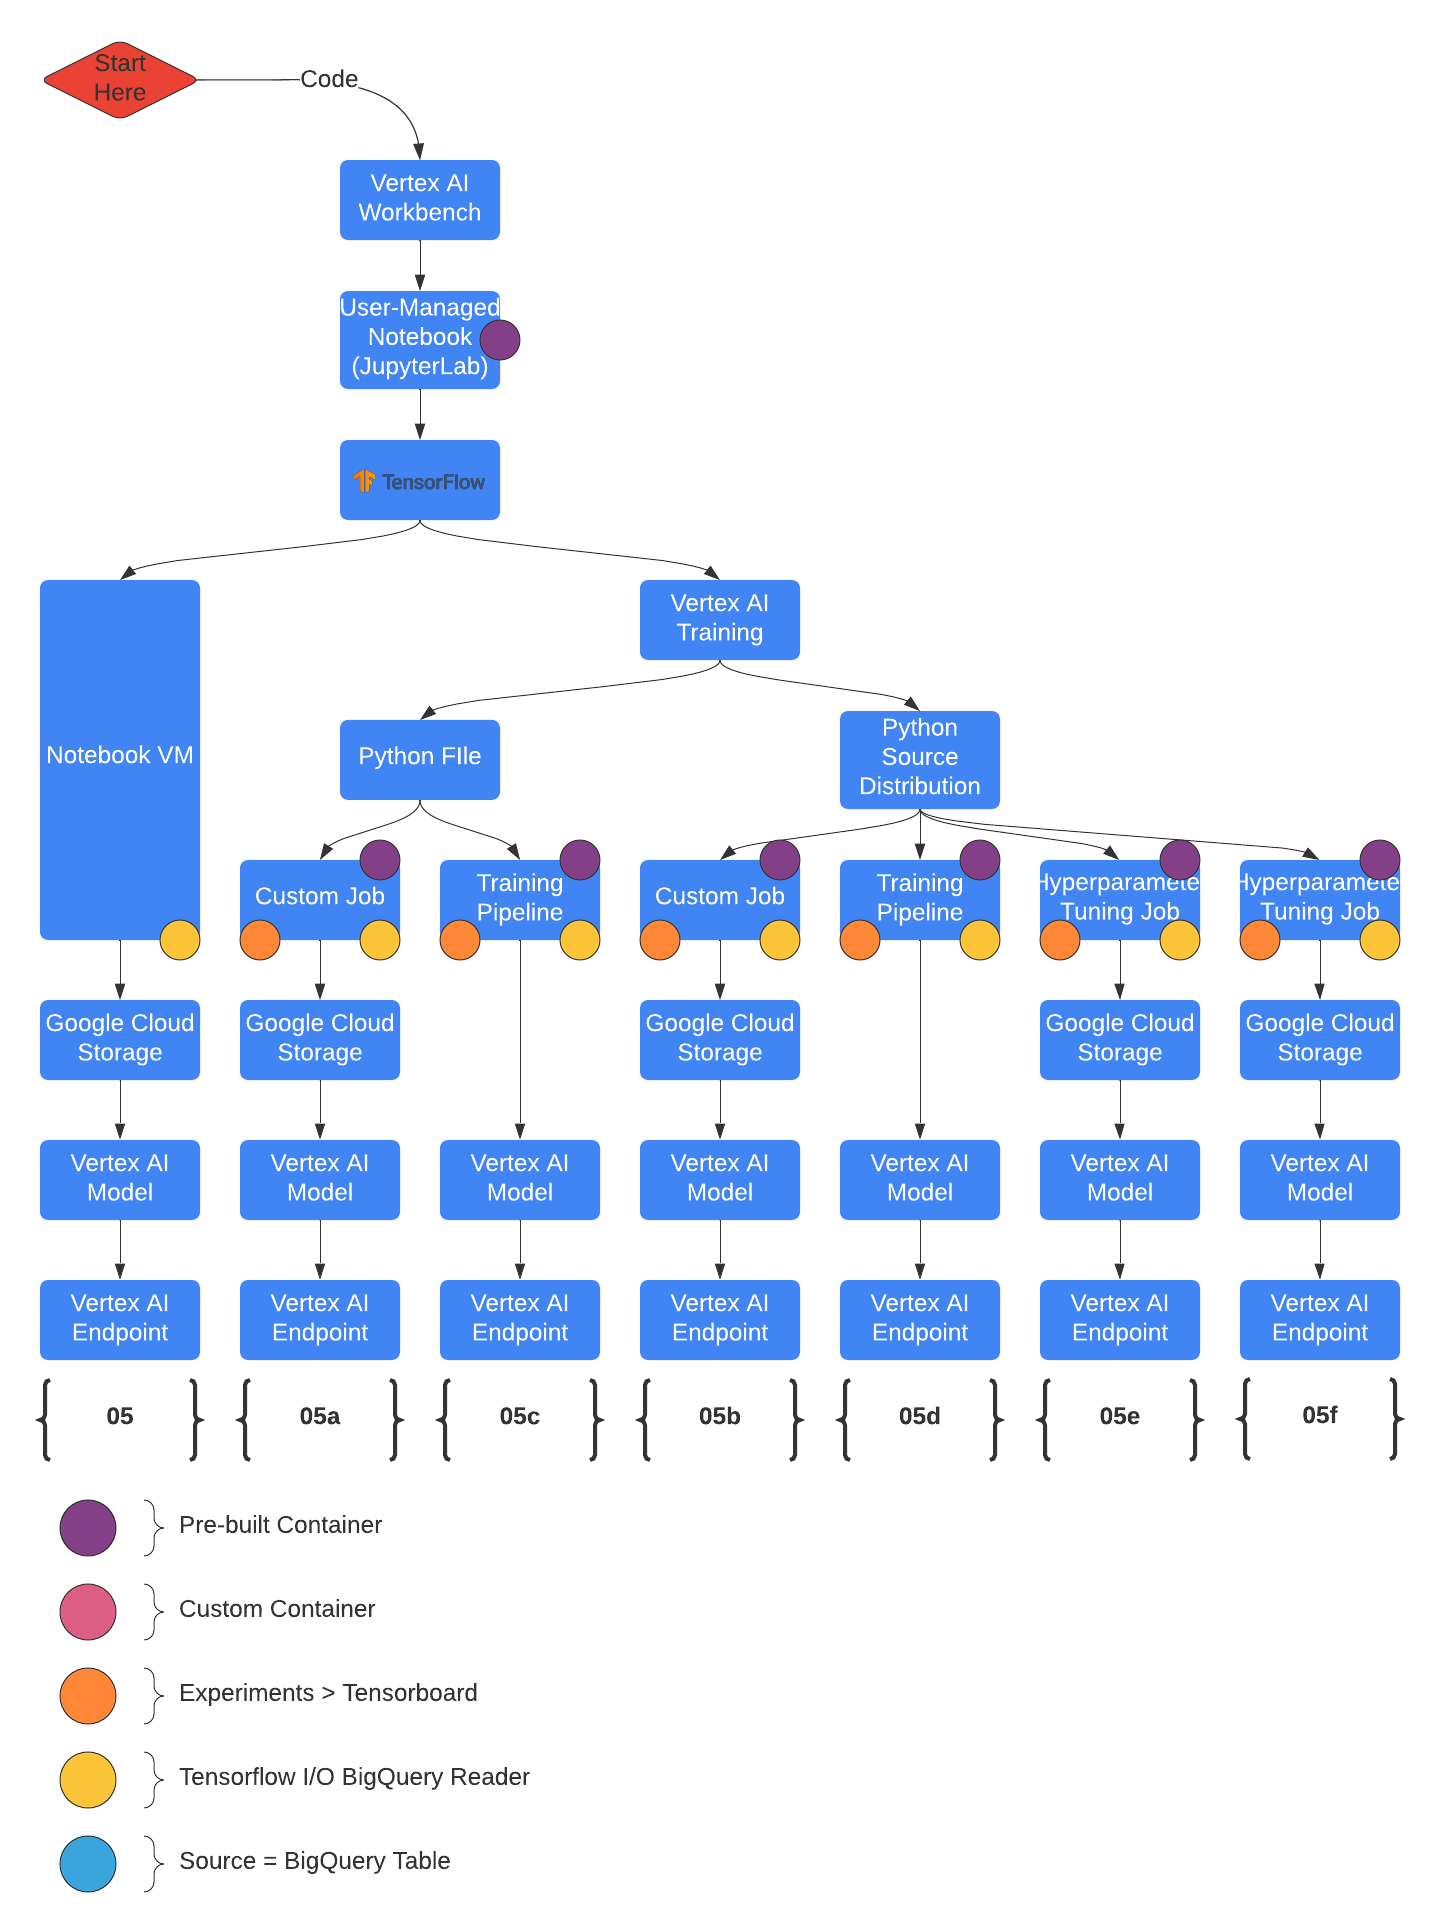 Start
Here
Code
Vertex AI
Workbench
User-Managed
Notebook
(JupyterLab)
TensorFlow
Notebook VM
Vertex AI
Training
Python FIle
Python
Source
Distribution
Custom Job
Training
Pipeline
Custom Job
Training
Pipeline
Hyperparamete
Tuning Job
Hyperparamete
Tuning Job
Google Cloud
Storage
Google Cloud
Storage
Google Cloud
Storage
Google Cloud
Storage
Google Cloud
Storage
Vertex AI
Model
Vertex AI
Model
Vertex AI
Model
Vertex AI
Model
Vertex AI
Model
Vertex AI
Model
Vertex AI
Model
Vertex AI
Endpoint
Vertex AI
Endpoint
Vertex AI
Endpoint
Vertex AI
Endpoint
Vertex AI
Endpoint
Vertex AI
Endpoint
Vertex AI
Endpoint
05
05a
05c
05b
05d
05e
05f
Pre-built Container
Custom Container
Experiments > Tensorboard
Tensorflow I/O BigQuery Reader
Source = BigQuery Table